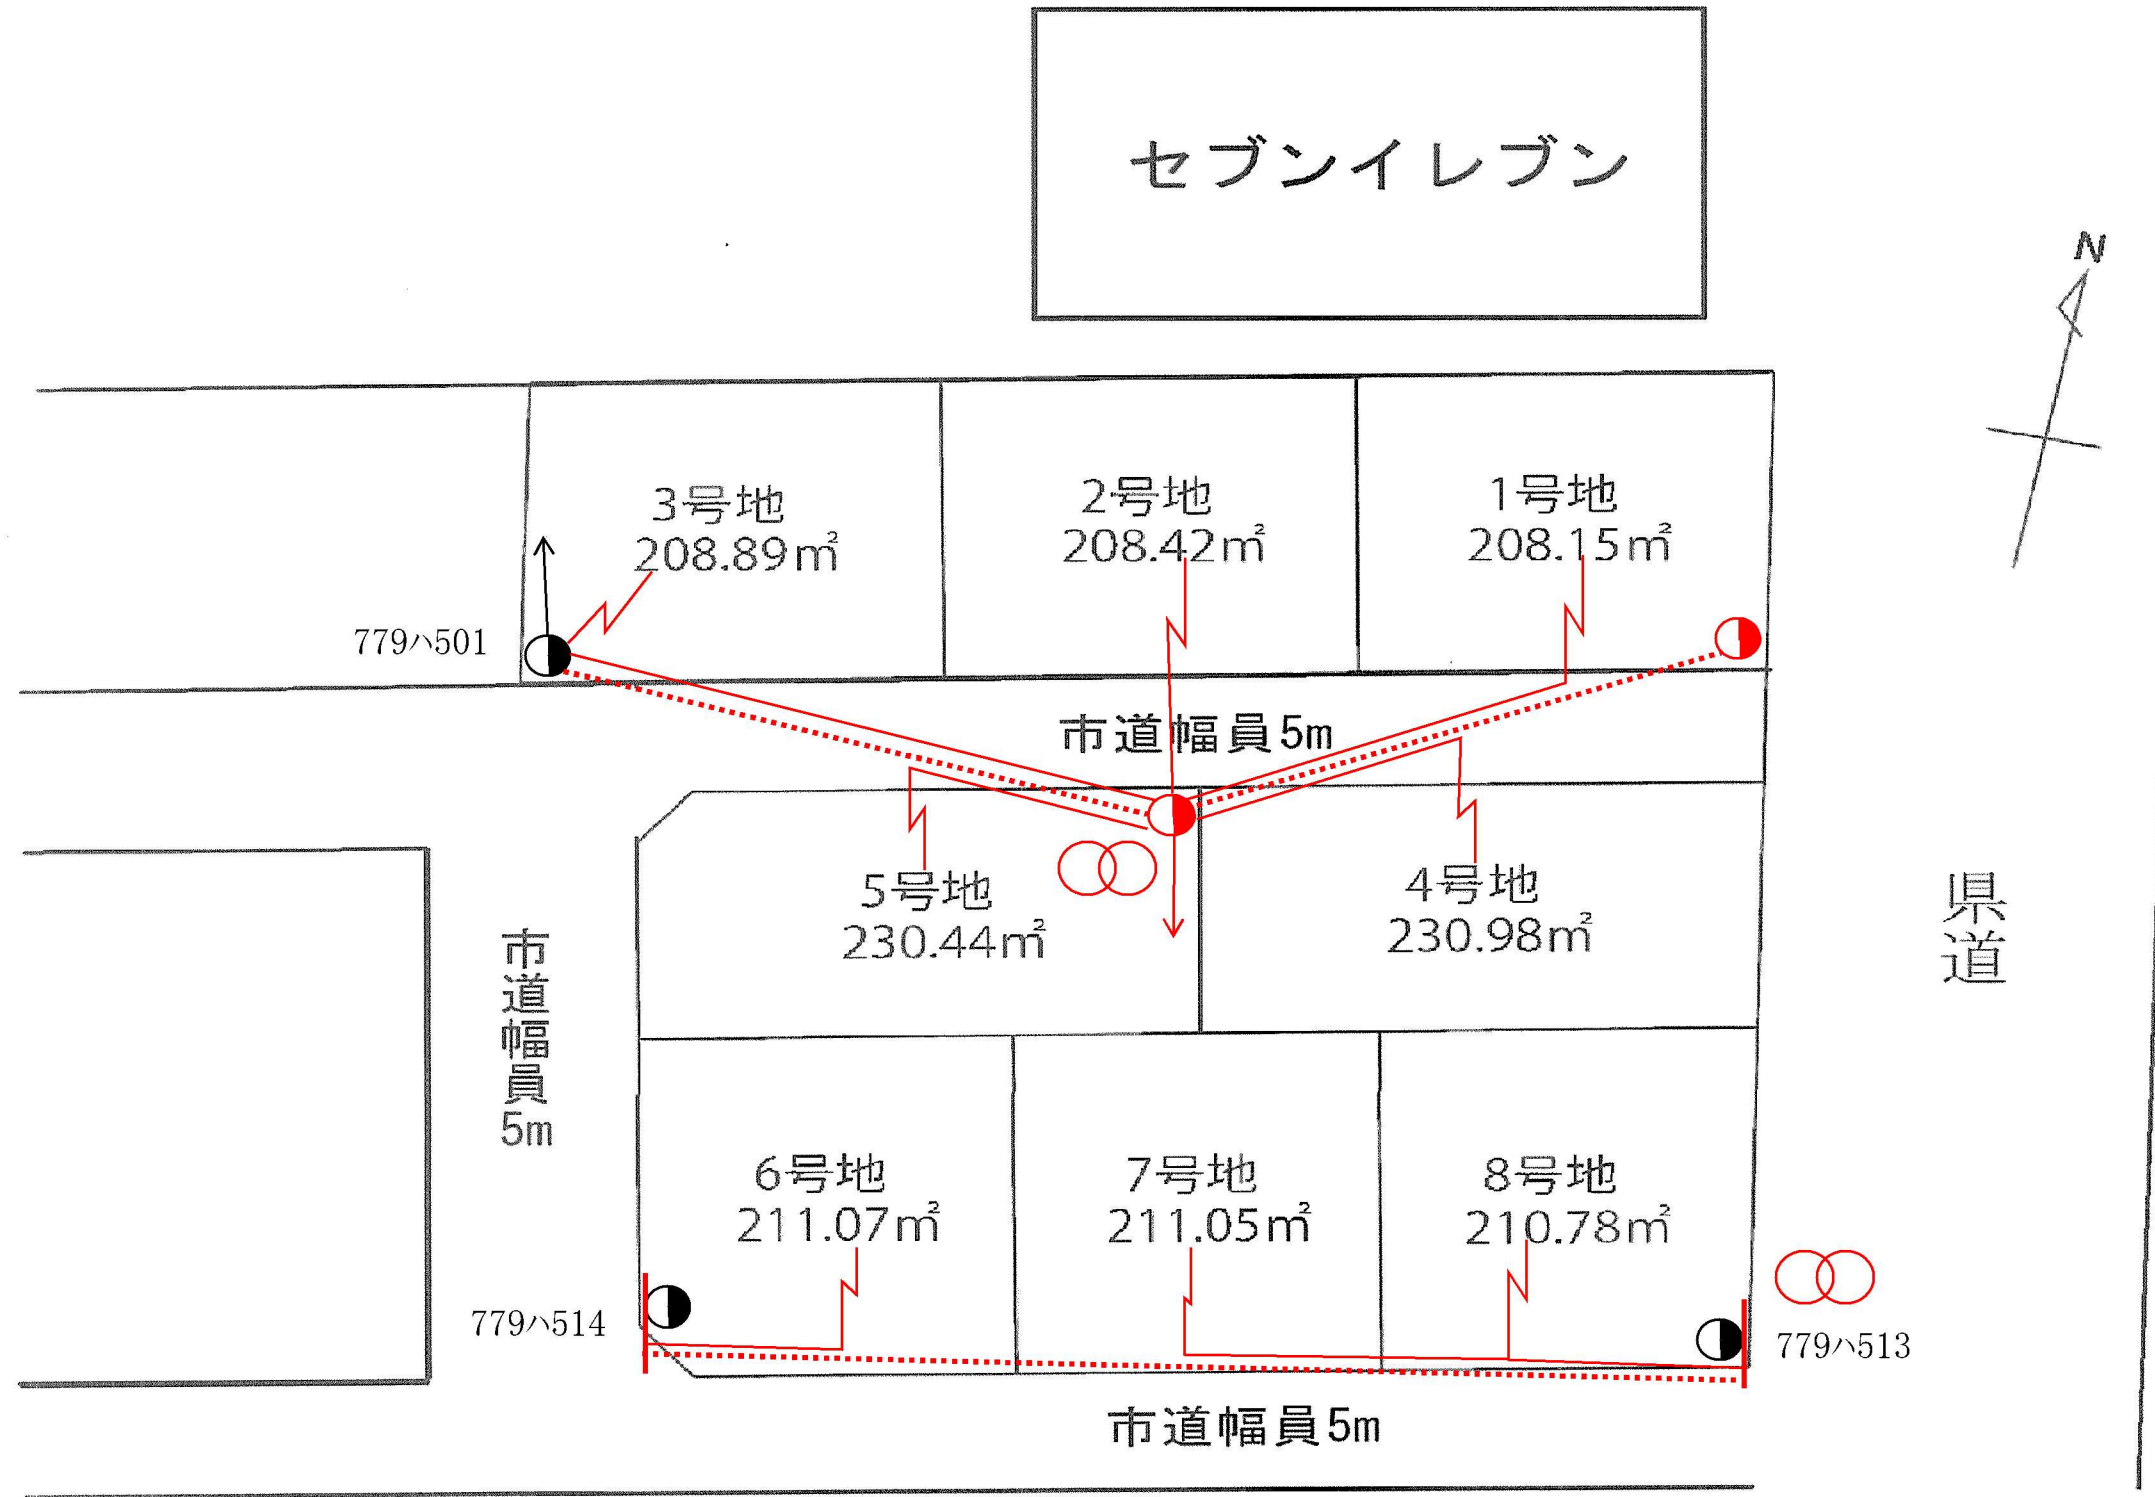 セブンイレブン
N
3号地
208.89㎡
2号地
208.42㎡
1号地
208.15㎡
779ハ501
市道幅員5m
5号地
230.44㎡
4号地
230.98㎡
県道
市道幅員5m
6号地
211.07㎡
7号地
211.05㎡
8号地
210.78㎡
779ハ514
779ハ513
市道幅員5m